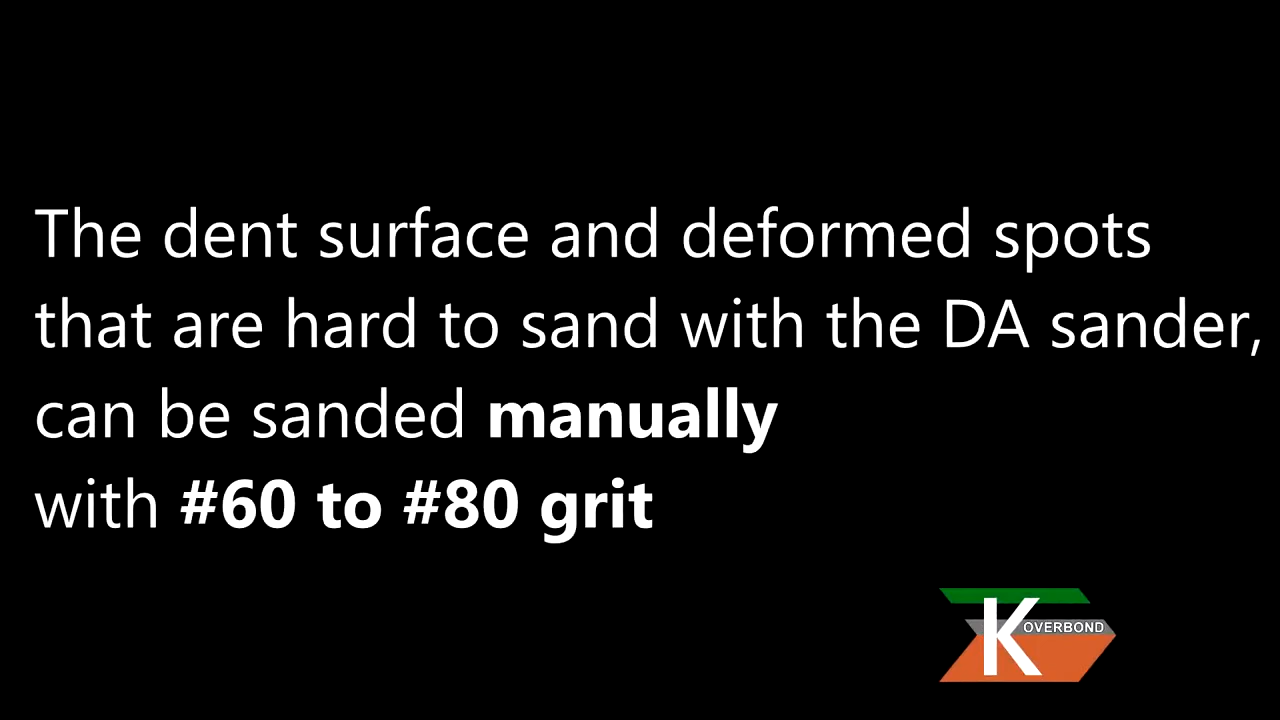 The dent surface and deformed spots
that are hard to sand with the DA sander,
can be sanded manually
with #60 to #80 grit
K OVERBOND